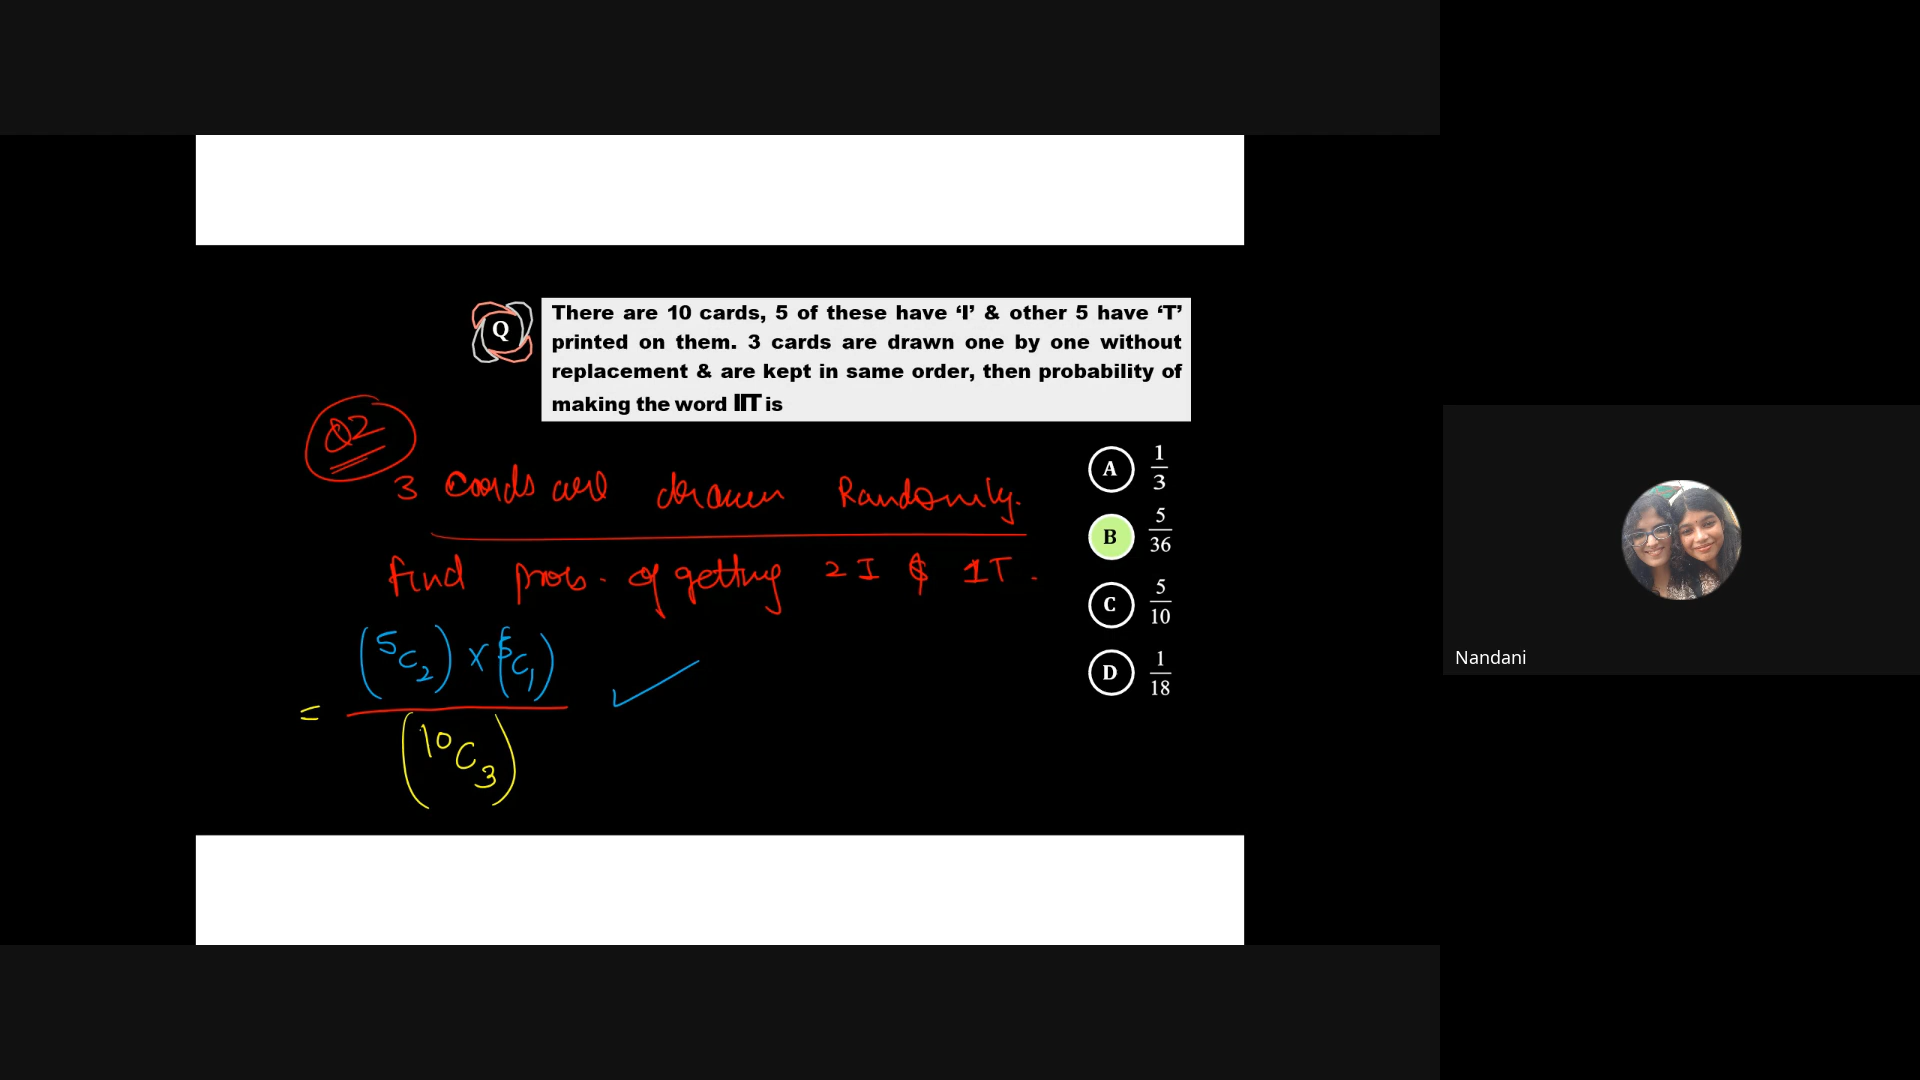 Q
There are 10 cards, 5 of these have ‘I’ & other 5 have ‘T’
printed on them. 3 cards are drawn one by one without
replacement & are kept in same order, then probability of
making the word IIT is
Q2
3 cards are drawn Randomly.
find prob. of getting 2 I & 1T.
= (⁵C₂) × (⁵C₁) / (¹⁰C₃)
A 1/3
B 5/36
C 5/10
D 1/18
Nandani